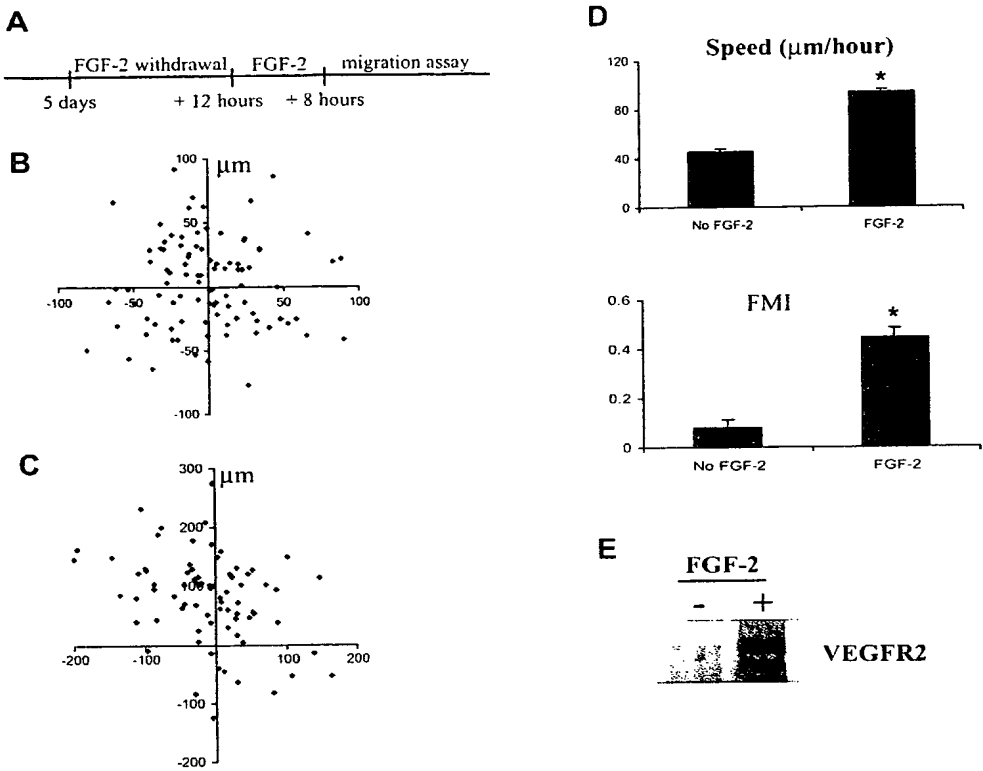 A
FGF-2 withdrawal FGF-2 migration assay
5 days + 12 hours + 8 hours
B
100 μm
50
-100 -50 50 100
-50
-100
C
300 μm
200
100
-200 -100 100 200
-100
-200
D
Speed (μm/hour)
120
*
80
40
0
No FGF-2 FGF-2
0.6 FMI
*
0.4
0.2
0
No FGF-2 FGF-2
E
FGF-2
- +
VEGFR2